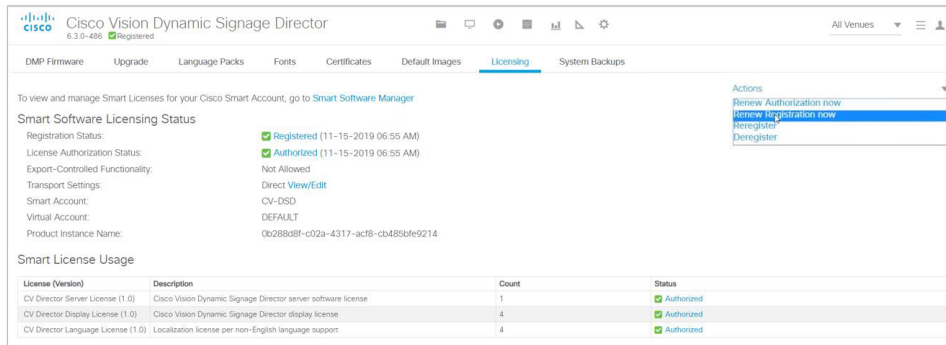 CISCO
Cisco Vision Dynamic Signage Director
6.3.0-486 Registered
All Venues
DMP Firmware Upgrade Language Packs Fonts Certificates Default Images Licensing System Backups
To view and manage Smart Licenses for your Cisco Smart Account, go to Smart Software Manager
Actions
Renew Authorization now
Renew Registration now
Reregister
Deregister
Smart Software Licensing Status
Registration Status: Registered (11-15-2019 06:55 AM)
License Authorization Status: Authorized (11-15-2019 06:55 AM)
Export-Controlled Functionality: Not Allowed
Transport Settings: Direct View/Edit
Smart Account: CV-DSD
Virtual Account: DEFAULT
Product Instance Name: 0b288d8f-c02a-4317-acf8-cb485bfe9214
Smart License Usage
License (Version) Description Count Status
CV Director Server License (1.0) Cisco Vision Dynamic Signage Director server software license 1 Authorized
CV Director Display License (1.0) Cisco Vision Dynamic Signage Director display license 4 Authorized
CV Director Language License (1.0) Localization license per non-English language support 4 Authorized